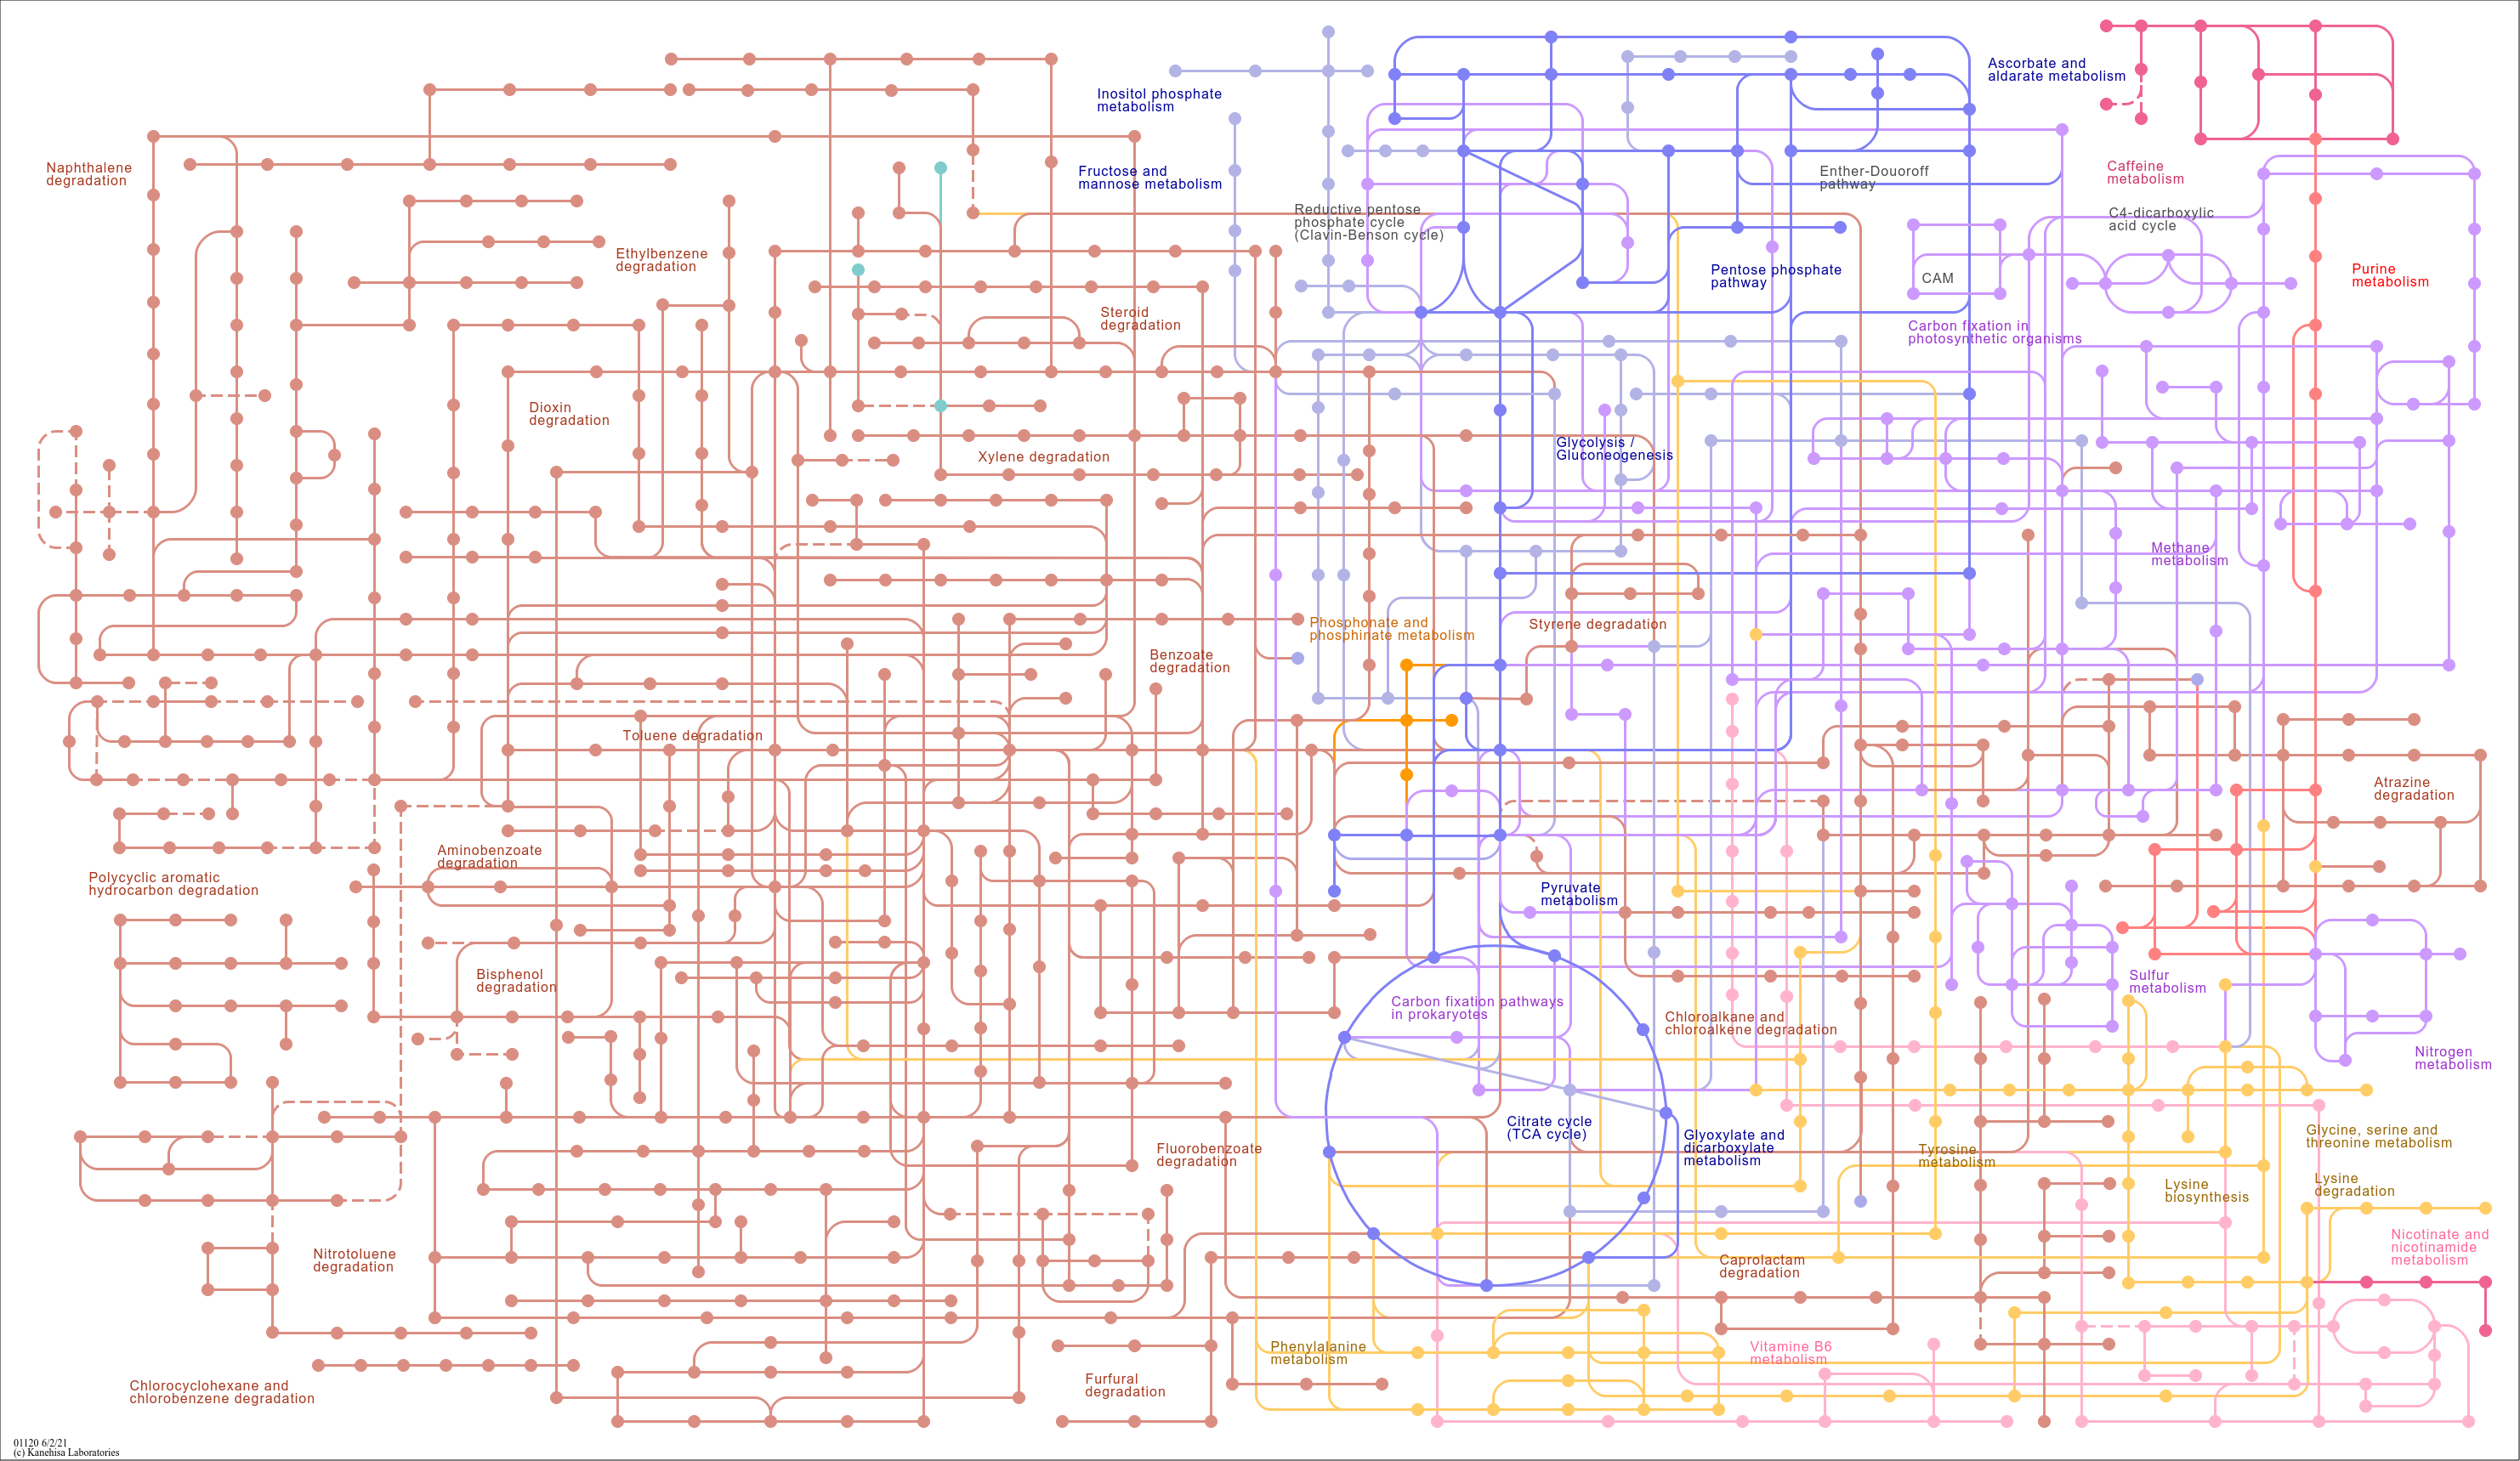 Ascorbate and
aldarate metabolism
Inositol phosphate
metabolism
Naphthalene
degradation
Fructose and
mannose metabolism
Enther-Douoroff
pathway
Caffeine
metabolism
Reductive pentose
phosphate cycle
(Clavin-Benson cycle)
C4-dicarboxylic
acid cycle
Ethylbenzene
degradation
Pentose phosphate
pathway
CAM
Purine
metabolism
Steroid
degradation
Carbon fixation in
photosynthetic organisms
Dioxin
degradation
Xylene degradation
Glycolysis /
Gluconeogenesis
Methane
metabolism
Phosphonate and
phosphinate metabolism
Styrene degradation
Benzoate
degradation
Toluene degradation
Atrazine
degradation
Aminobenzoate
degradation
Polycyclic aromatic
hydrocarbon degradation
Pyruvate
metabolism
Bisphenol
degradation
Sulfur
metabolism
Carbon fixation pathways
in prokaryotes
Chloroalkane and
chloroalkene degradation
Nitrogen
metabolism
Citrate cycle
(TCA cycle)
Glyoxylate and
dicarboxylate
metabolism
Fluorobenzoate
degradation
Tyrosine
metabolism
Glycine, serine and
threonine metabolism
Lysine
biosynthesis
Lysine
degradation
Nitrotoluene
degradation
Caprolactam
degradation
Nicotinate and
nicotinamide
metabolism
Phenylalanine
metabolism
Vitamine B6
metabolism
Furfural
degradation
Chlorocyclohexane and
chlorobenzene degradation
01120 6/2/21
(c) Kanehisa Laboratories